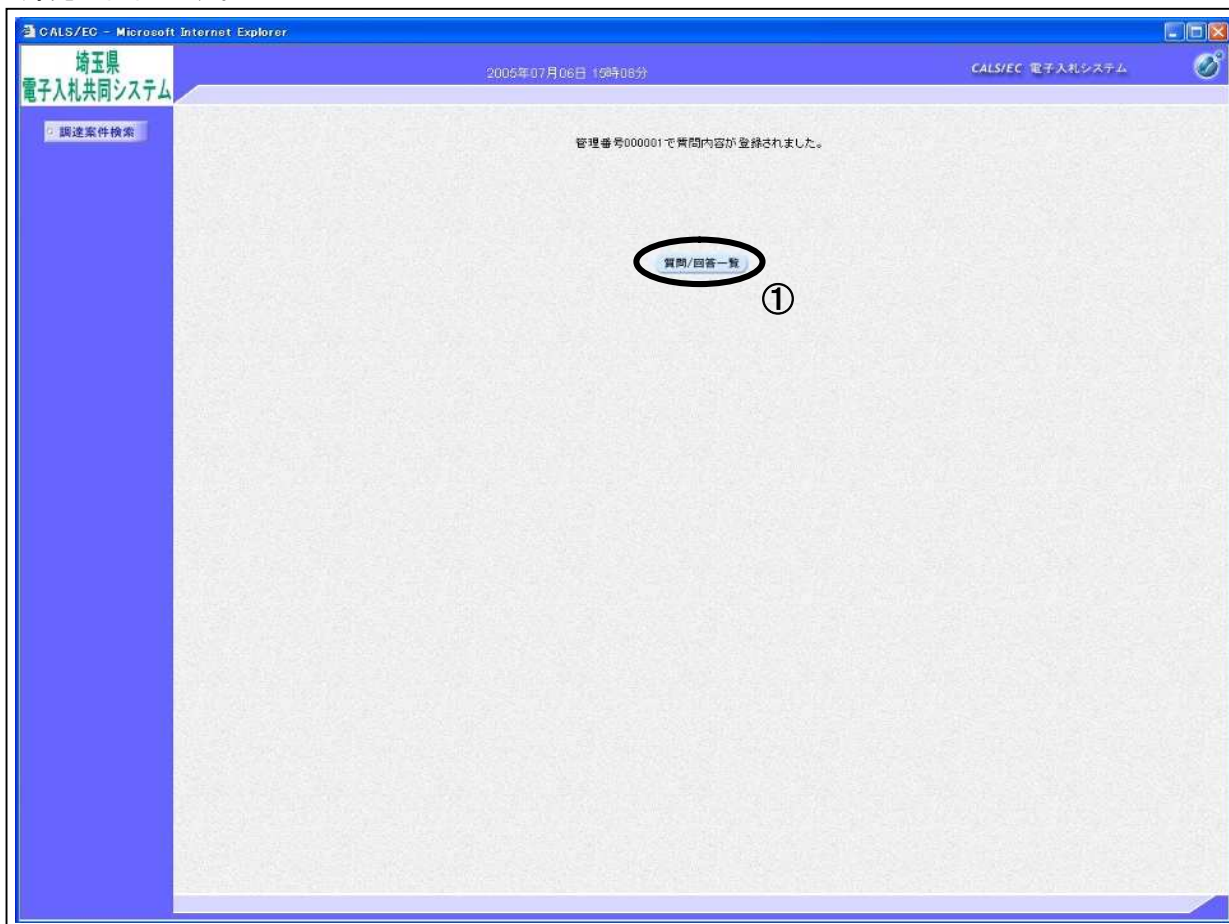 CALS/EC - Microsoft Internet Explorer
埼玉県
電子入札共同システム
2005年07月06日 15時08分
CALS/EC 電子入札システム
調達案件検索
管理番号000001で質問内容が登録されました。
質問/回答一覧
①